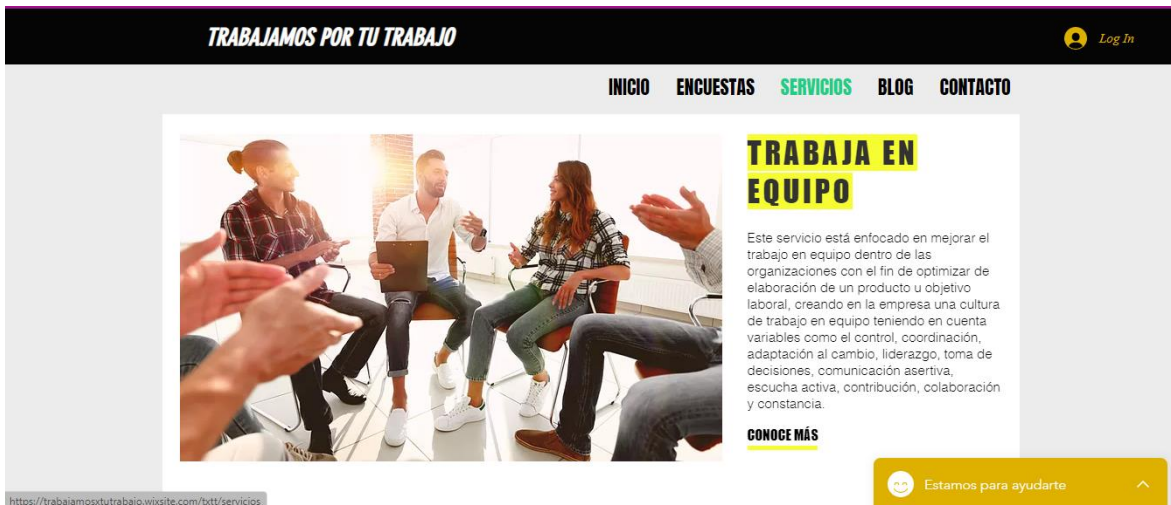 TRABAJAMOS POR TU TRABAJO
Log In
INICIO ENCUESTAS SERVICIOS BLOG CONTACTO
TRABAJA EN
EQUIPO
Este servicio está enfocado en mejorar el
trabajo en equipo dentro de las
organizaciones con el fin de optimizar de
elaboración de un producto u objetivo
laboral, creando en la empresa una cultura
de trabajo en equipo teniendo en cuenta
variables como el control, coordinación,
adaptación al cambio, liderazgo, toma de
decisiones, comunicación asertiva,
escucha activa, contribución, colaboración
y constancia.
CONOCE MÁS
Estamos para ayudarte
https://trabajamosxtutrabajo.wixsite.com/txtt/servicios